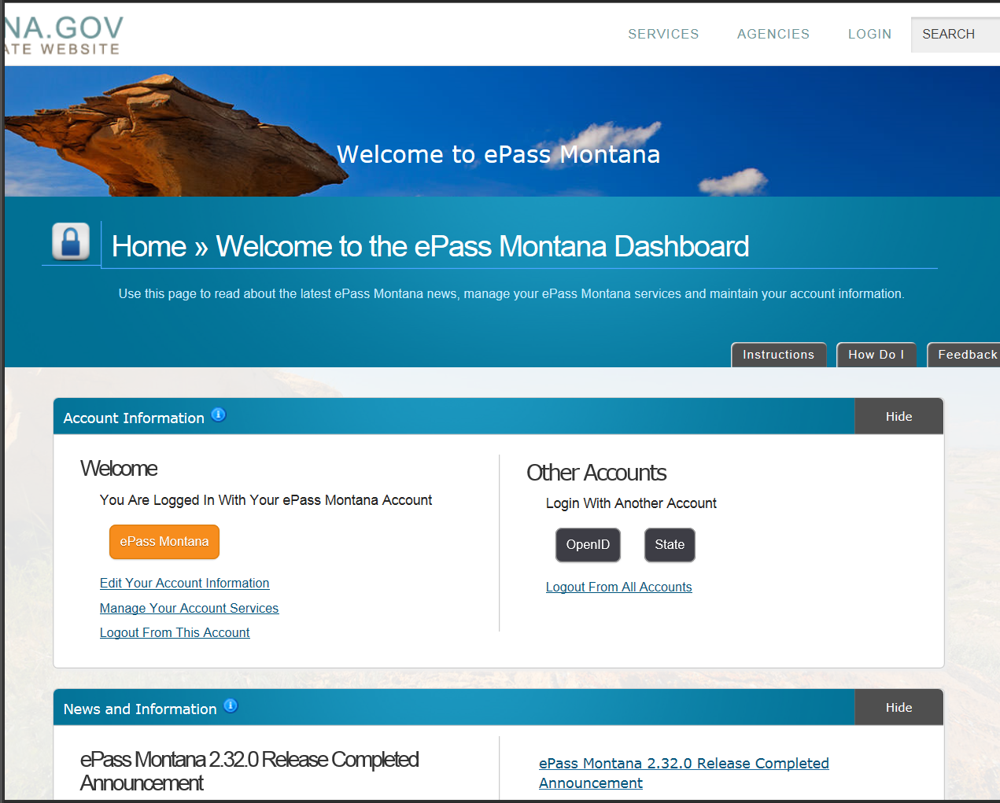 NA.GOV
ATE WEBSITE
SERVICES AGENCIES LOGIN SEARCH
Welcome to ePass Montana
Home » Welcome to the ePass Montana Dashboard
Use this page to read about the latest ePass Montana news, manage your ePass Montana services and maintain your account information.
Instructions How Do I Feedback
Account Information
Hide
Welcome
You Are Logged In With Your ePass Montana Account
ePass Montana
Edit Your Account Information
Manage Your Account Services
Logout From This Account
Other Accounts
Login With Another Account
OpenID State
Logout From All Accounts
News and Information
Hide
ePass Montana 2.32.0 Release Completed
Announcement
ePass Montana 2.32.0 Release Completed
Announcement